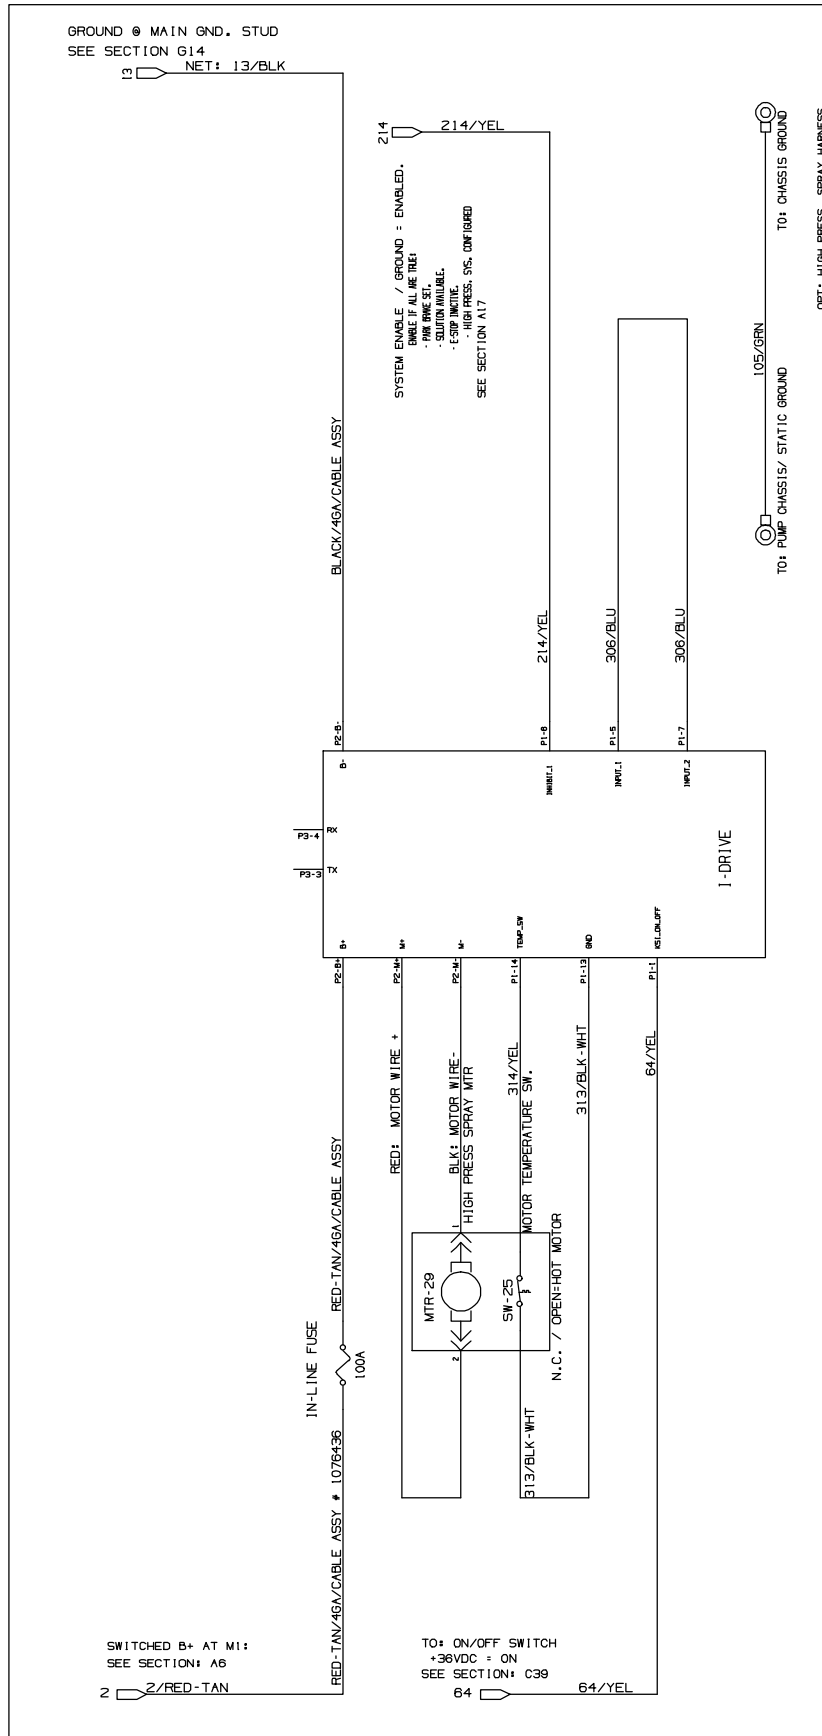 GROUND @ MAIN GND. STUD
SEE SECTION G14
13
NET: 13/BLK
214
214/YEL
SYSTEM ENABLE / GROUND = ENABLED.
ENABLE IF ALL ARE TRUE:
- PARK BRAKE SET.
- SOLUTION AVAILABLE.
- E-STOP INACTIVE.
- HIGH PRESS. SYS. CONFIGURED
SEE SECTION A17
TO: CHASSIS GROUND
105/GRN
TO: PUMP CHASSIS/ STATIC GROUND
OPT: HIGH PRESS. SPRAY HARNESS
BLACK/4GA/CABLE ASSY
214/YEL
306/BLU
306/BLU
P2-B-
P1-8
P1-5
P1-7
B-
INHIBIT_1
INPUT_1
INPUT_2
P3-4
RX
P3-3
TX
I-DRIVE
B+
M+
M-
TEMP_SW
GND
KSI_ON_OFF
P2-B+
P2-M+
P2-M-
P1-14
P1-13
P1-1
RED-TAN/4GA/CABLE ASSY
RED: MOTOR WIRE +
BLK: MOTOR WIRE-
HIGH PRESS SPRAY MTR
314/YEL
MOTOR TEMPERATURE SW.
313/BLK-WHT
64/YEL
1
MTR-29
SW-25
2
N.C. / OPEN=HOT MOTOR
IN-LINE FUSE
100A
313/BLK-WHT
RED-TAN/4GA/CABLE ASSY # 1076436
SWITCHED B+ AT M1:
SEE SECTION: A6
2
2/RED-TAN
TO: ON/OFF SWITCH
+36VDC = ON
SEE SECTION: C39
64
64/YEL